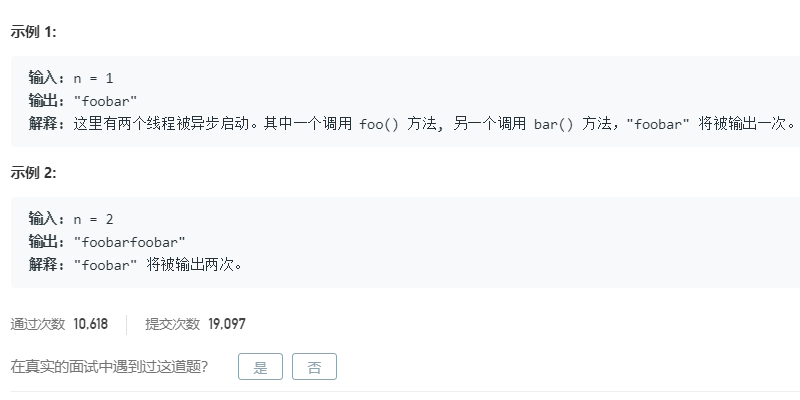 示例 1:
输入: n = 1
输出: "foobar"
解释: 这里有两个线程被异步启动。其中一个调用 foo() 方法, 另一个调用 bar() 方法，"foobar" 将被输出一次。
示例 2:
输入: n = 2
输出: "foobarfoobar"
解释: "foobar" 将被输出两次。
通过次数 10,618 提交次数 19,097
在真实的面试中遇到过这道题? 是 否